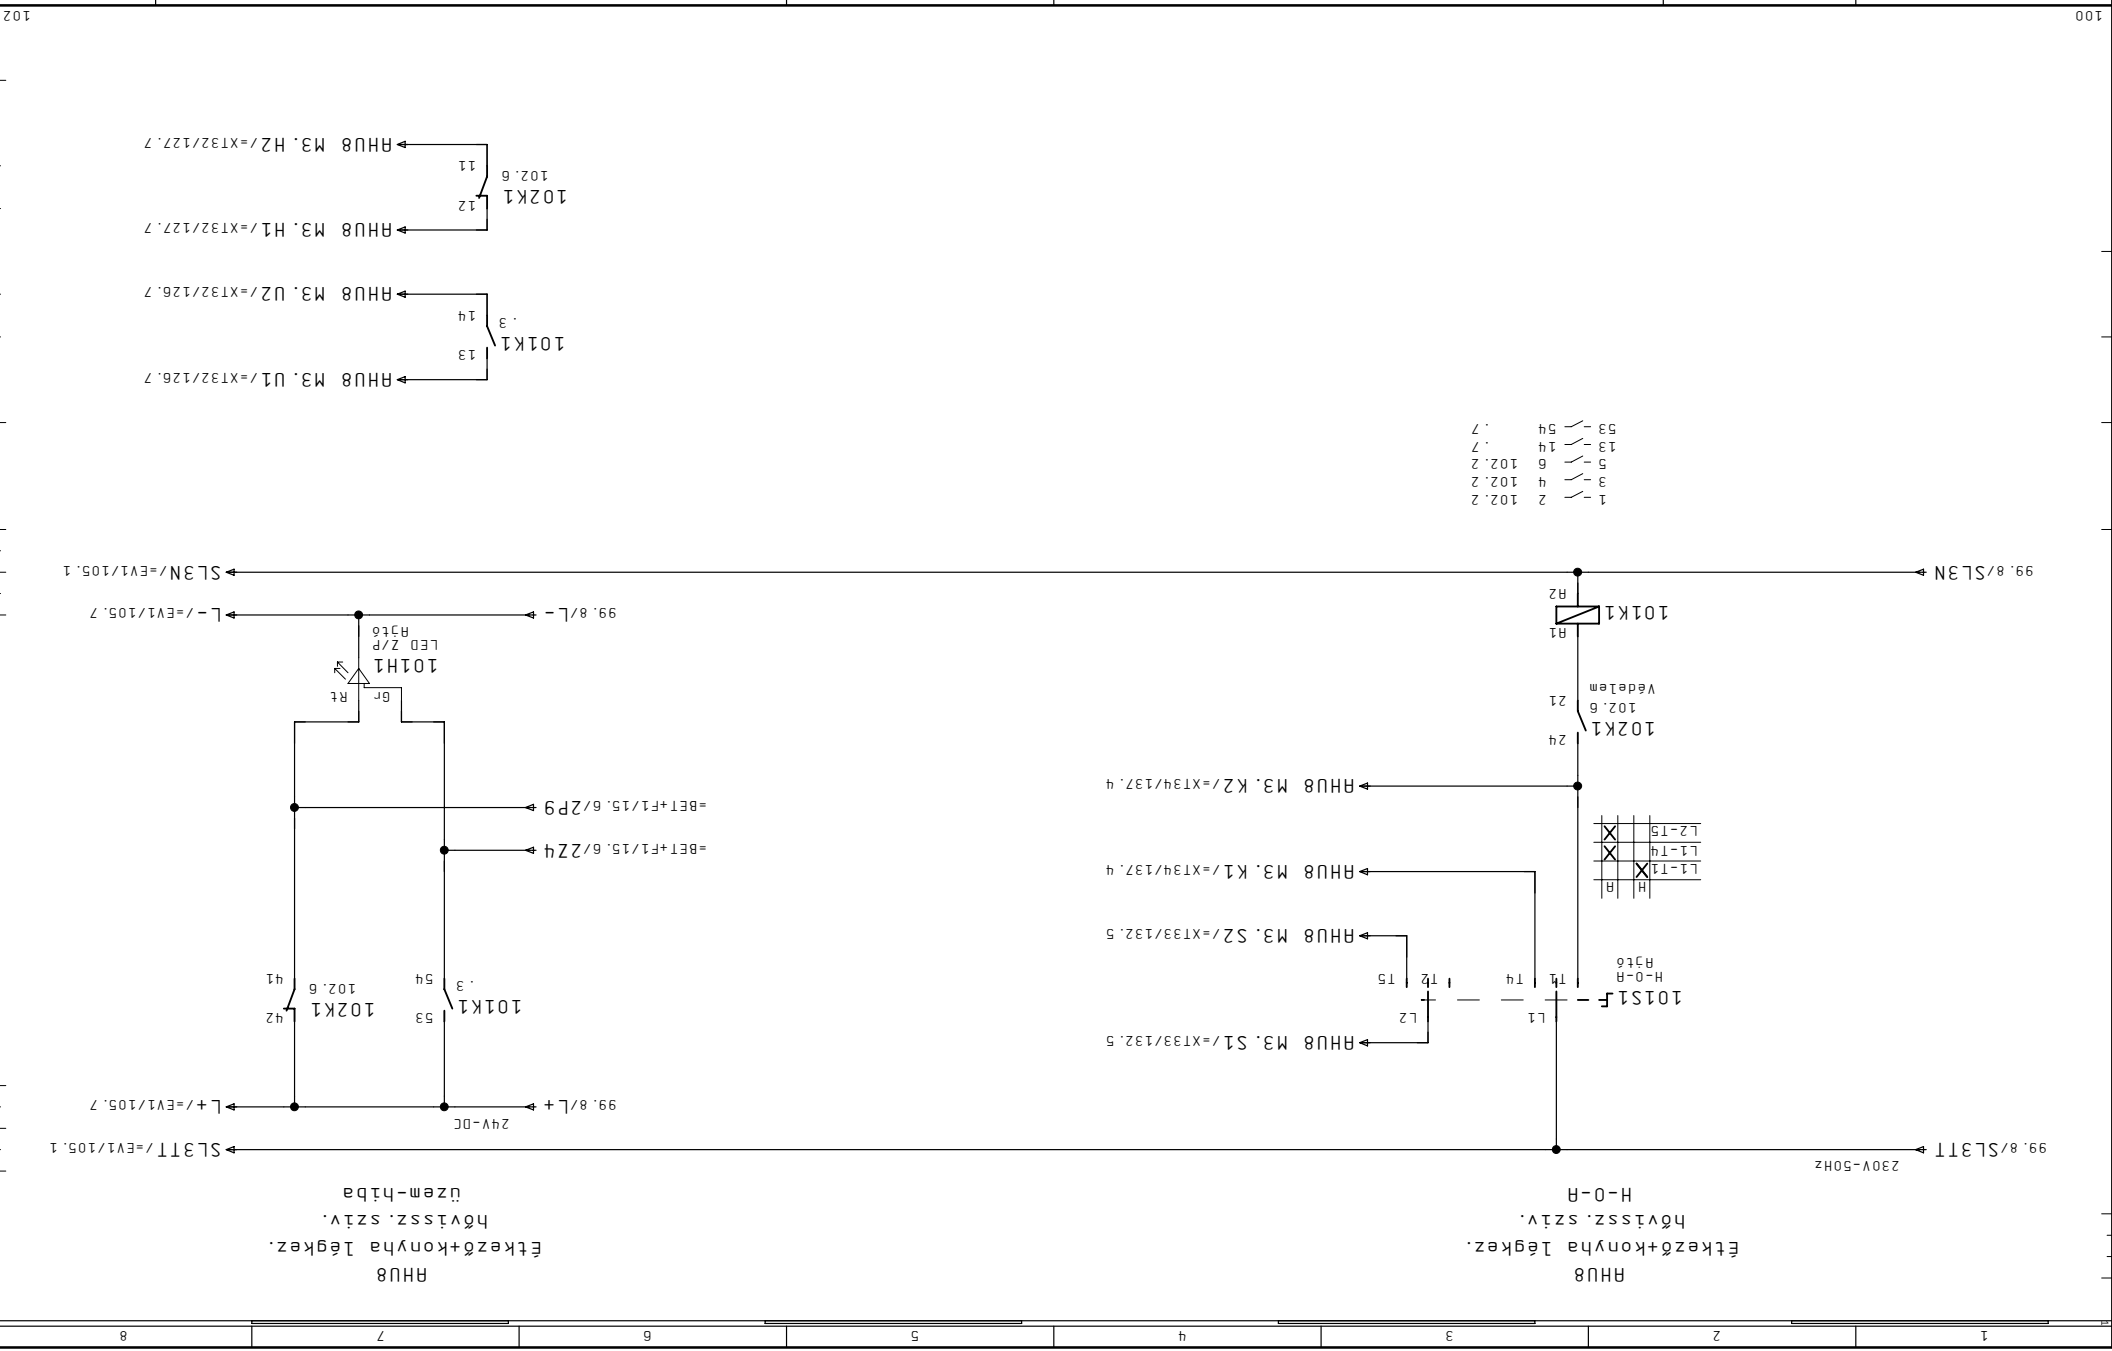 1 2 3 4 5 6 7 8
AHU8
Étkező+konyha légkez.
hővissz.sziv.
H-O-A
AHU8
Étkező+konyha légkez.
hővissz.sziv.
üzem-hiba
230V-50Hz
99.8/SL3TT
SL3TT/=EV1/105.1
24V-DC
99.8/L+
L+/=EV1/105.7
101S1
H-O-A
Ajtó
L1
T1
T4
L2
T2
T5
AHU8 M3.S1/=XT33/132.5
AHU8 M3.S2/=XT33/132.5
AHU8 M3.K1/=XT34/137.4
AHU8 M3.K2/=XT34/137.4
H A
L1-T1 X
L1-T4 X
L2-T5 X
102K1
102.6
Védelem
24
21
101K1
A1
A2
101K1
.3
53
54
102K1
102.6
42
41
=BET+F1/15.6/2Z4
=BET+F1/15.6/2P9
Gr
Rt
101H1
LED Z/P
Ajtó
99.8/L-
L-/=EV1/105.7
99.8/SL3N
SL3N/=EV1/105.1
1 2 102.2
3 4 102.2
5 6 102.2
13 14 .7
53 54 .7
AHU8 M3.U1/=XT32/126.7
13
101K1
.3
14
AHU8 M3.U2/=XT32/126.7
AHU8 M3.H1/=XT32/127.7
12
102K1
102.6
11
AHU8 M3.H2/=XT32/127.7
100
102